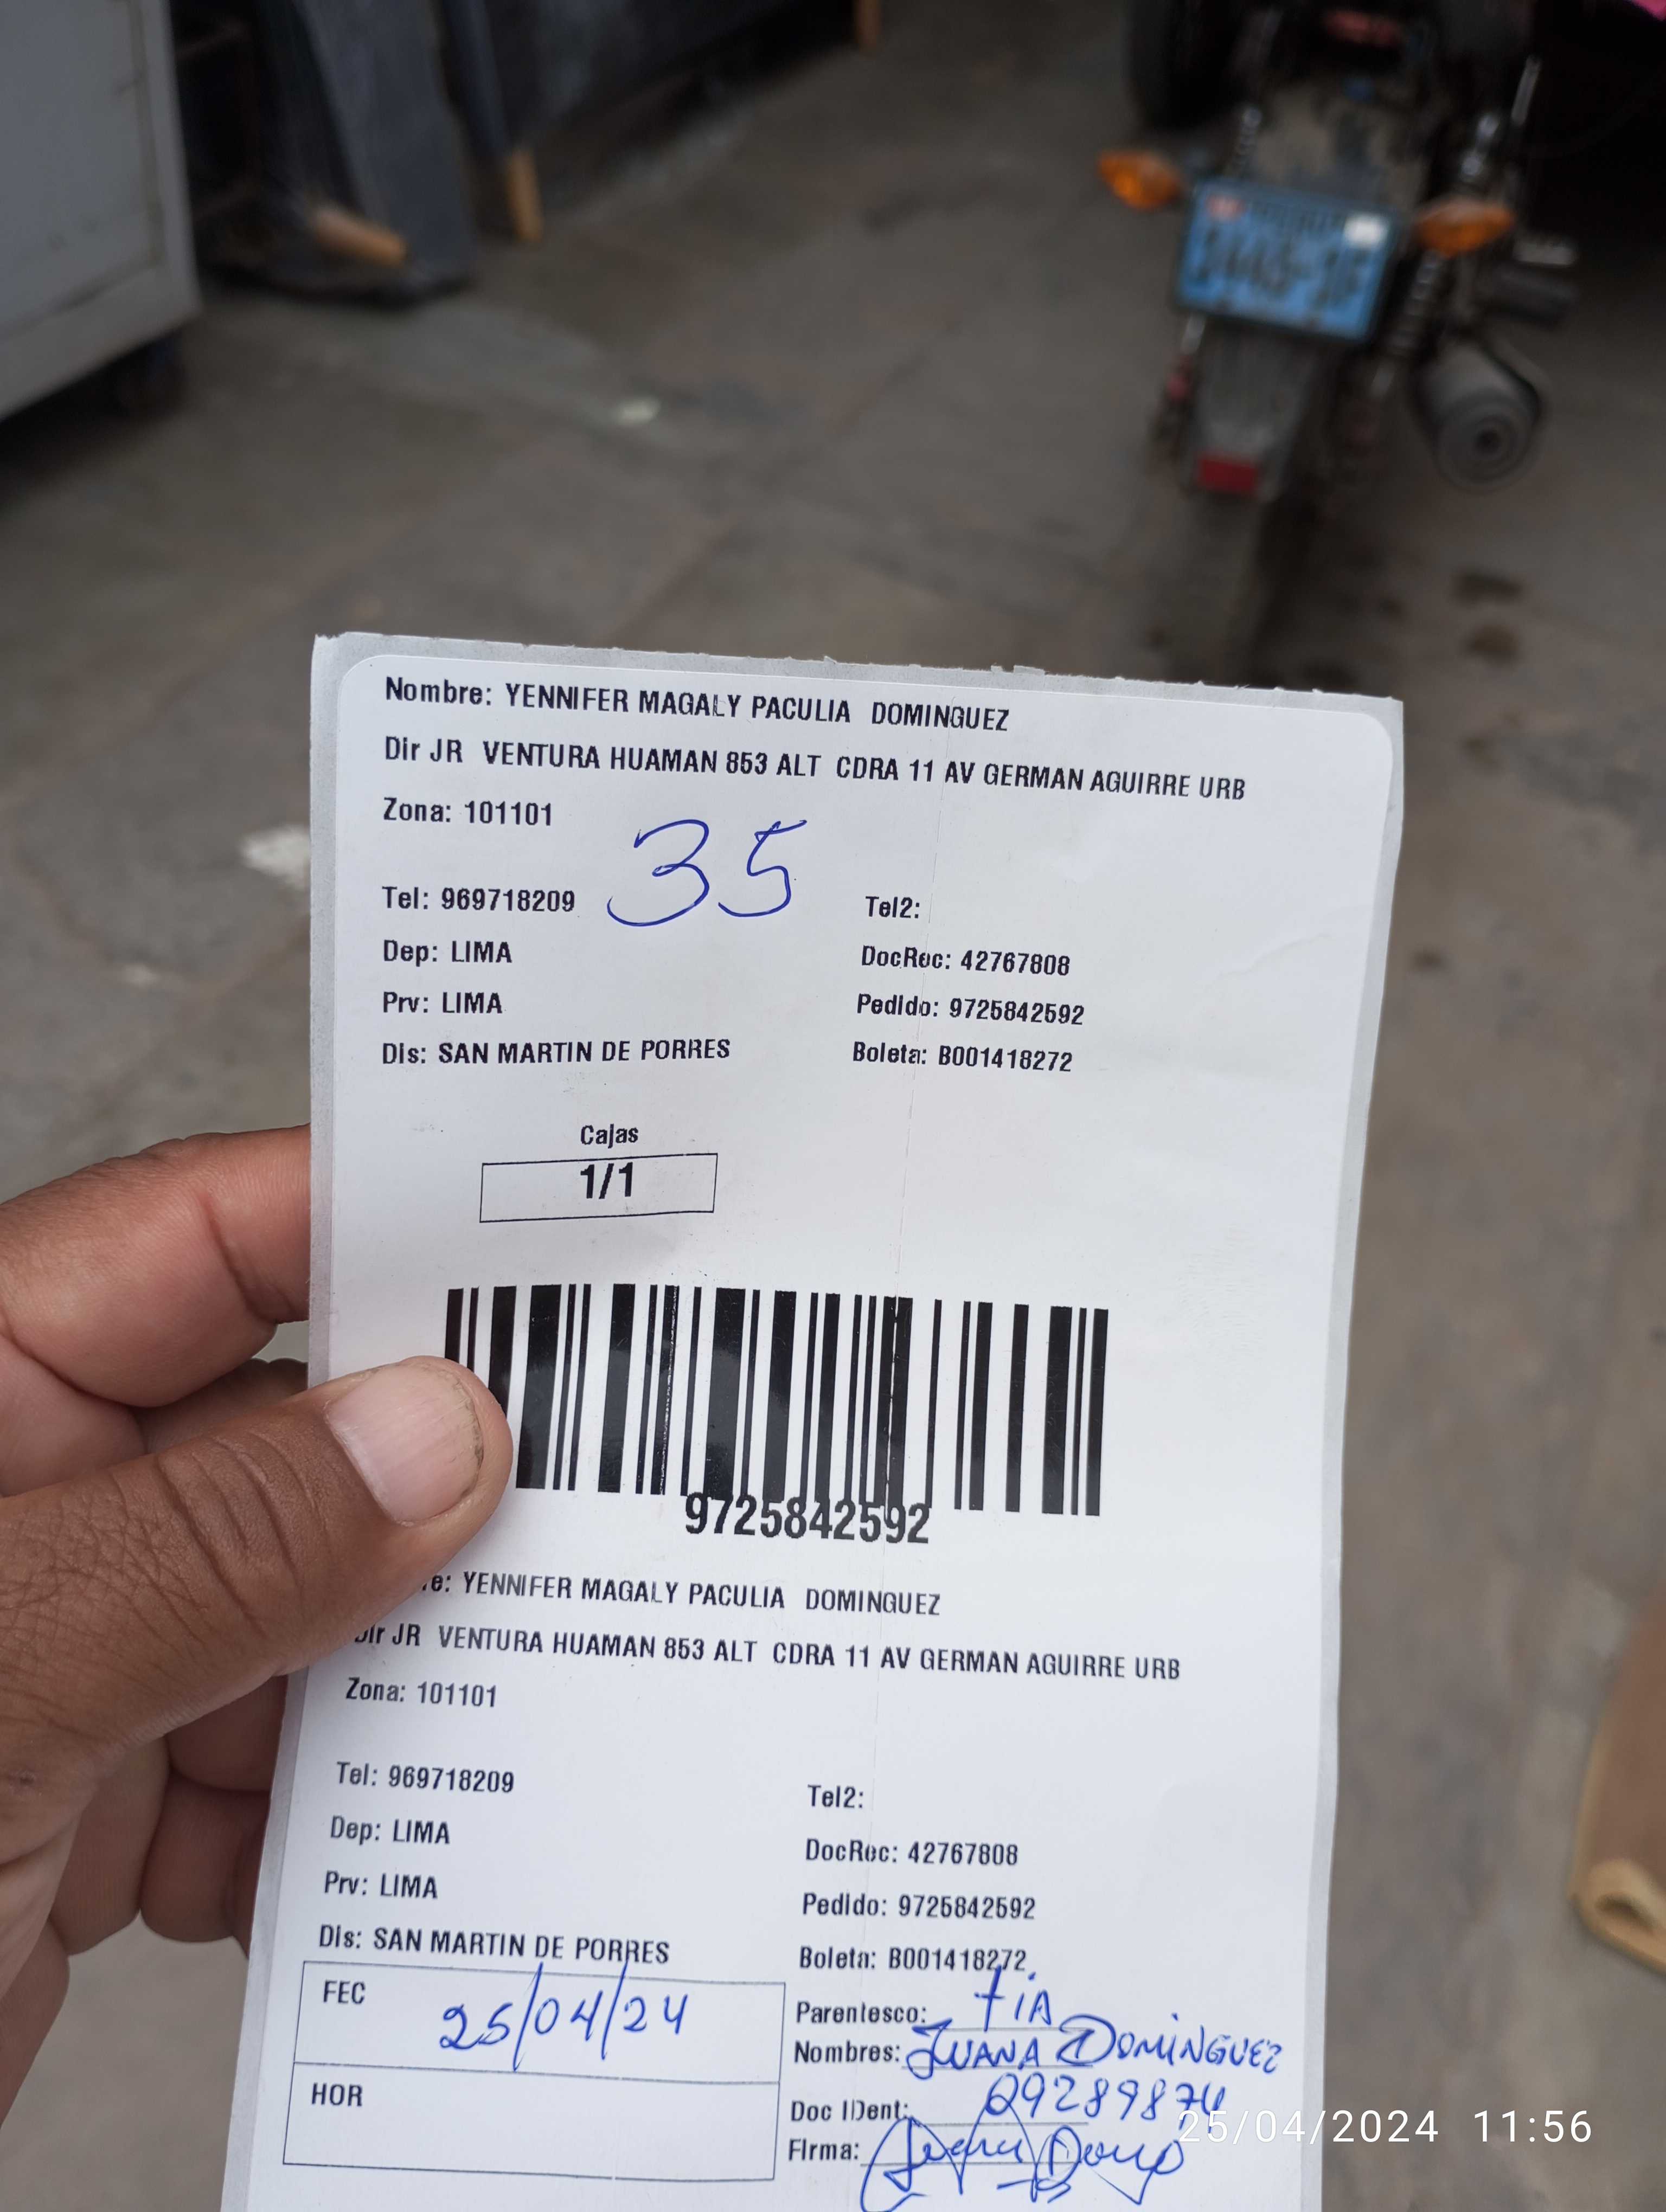 Nombre: YENNIFER MAGALY PACULIA DOMINGUEZ
Dir JR VENTURA HUAMAN 853 ALT CDRA 11 AV GERMAN AGUIRRE URB
Zona: 101101
35
Tel: 969718209 Tel2:
Dep: LIMA DocRec: 42767808
Prv: LIMA Pedido: 9725842592
Dis: SAN MARTIN DE PORRES Boleta: B001418272
Cajas
1/1
9725842592
re: YENNIFER MAGALY PACULIA DOMINGUEZ
Dir JR VENTURA HUAMAN 853 ALT CDRA 11 AV GERMAN AGUIRRE URB
Zona: 101101
Tel: 969718209 Tel2:
Dep: LIMA DocRec: 42767808
Prv: LIMA Pedido: 9725842592
Dis: SAN MARTIN DE PORRES Boleta: B001418272
FEC 25/04/24
Parentesco: tiA
Nombres: JUANA DOMINGUEZ
HOR
Doc IDent: 09289874
Firma:
25/04/2024 11:56